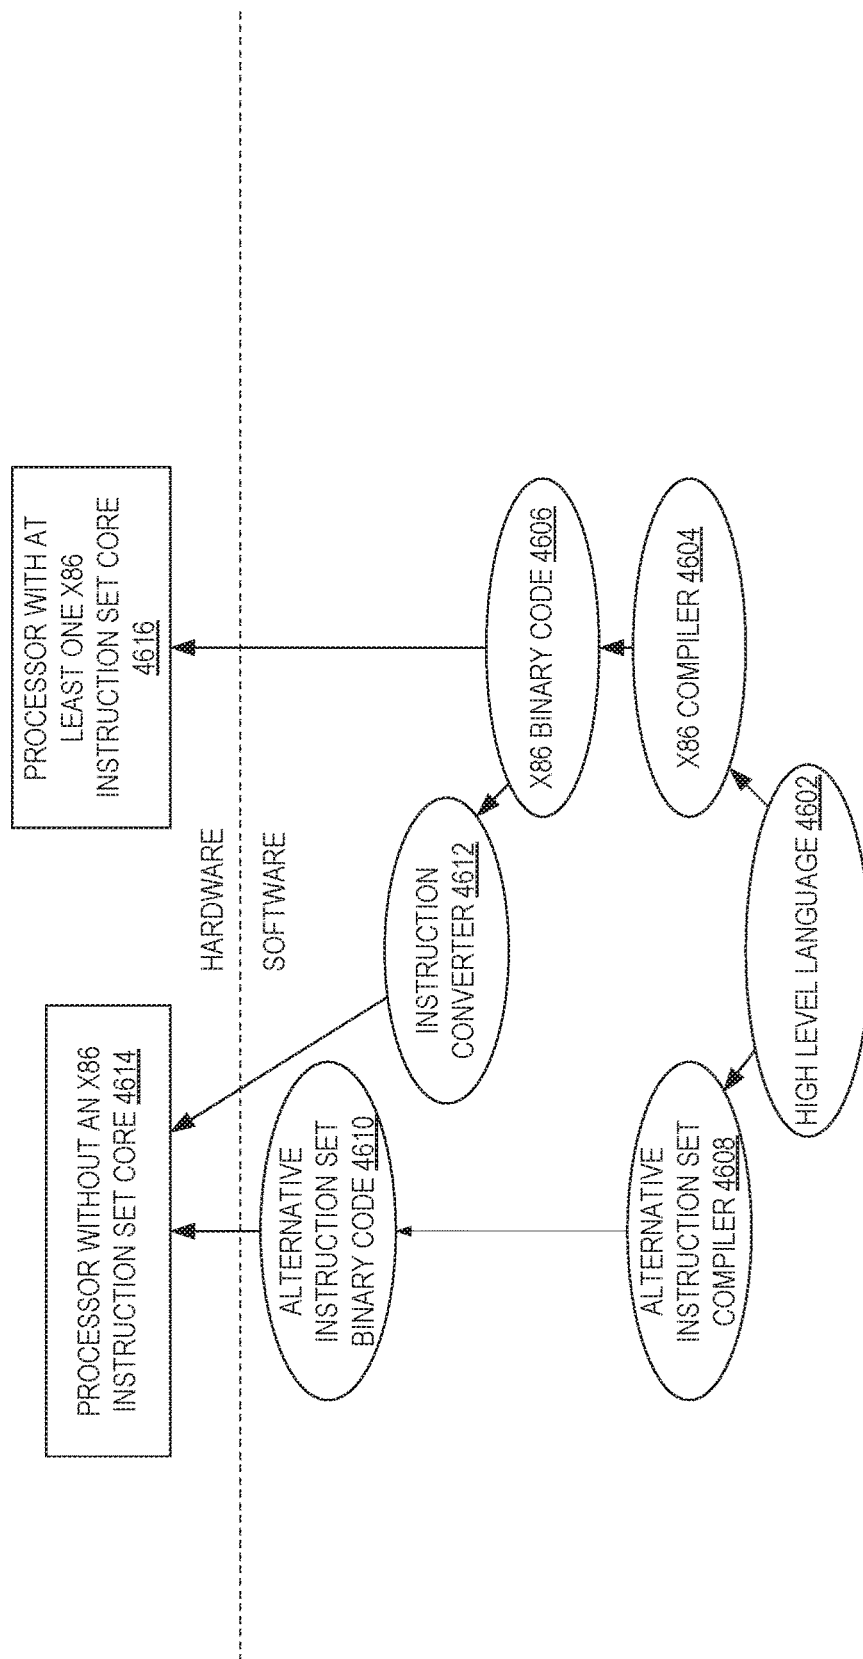 PROCESSOR WITHOUT AN X86
INSTRUCTION SET CORE 4614
PROCESSOR WITH AT
LEAST ONE X86
INSTRUCTION SET CORE
4616
HARDWARE
SOFTWARE
ALTERNATIVE
INSTRUCTION SET
BINARY CODE 4610
INSTRUCTION
CONVERTER 4612
X86 BINARY CODE 4606
ALTERNATIVE
INSTRUCTION SET
COMPILER 4608
X86 COMPILER 4604
HIGH LEVEL LANGUAGE 4602